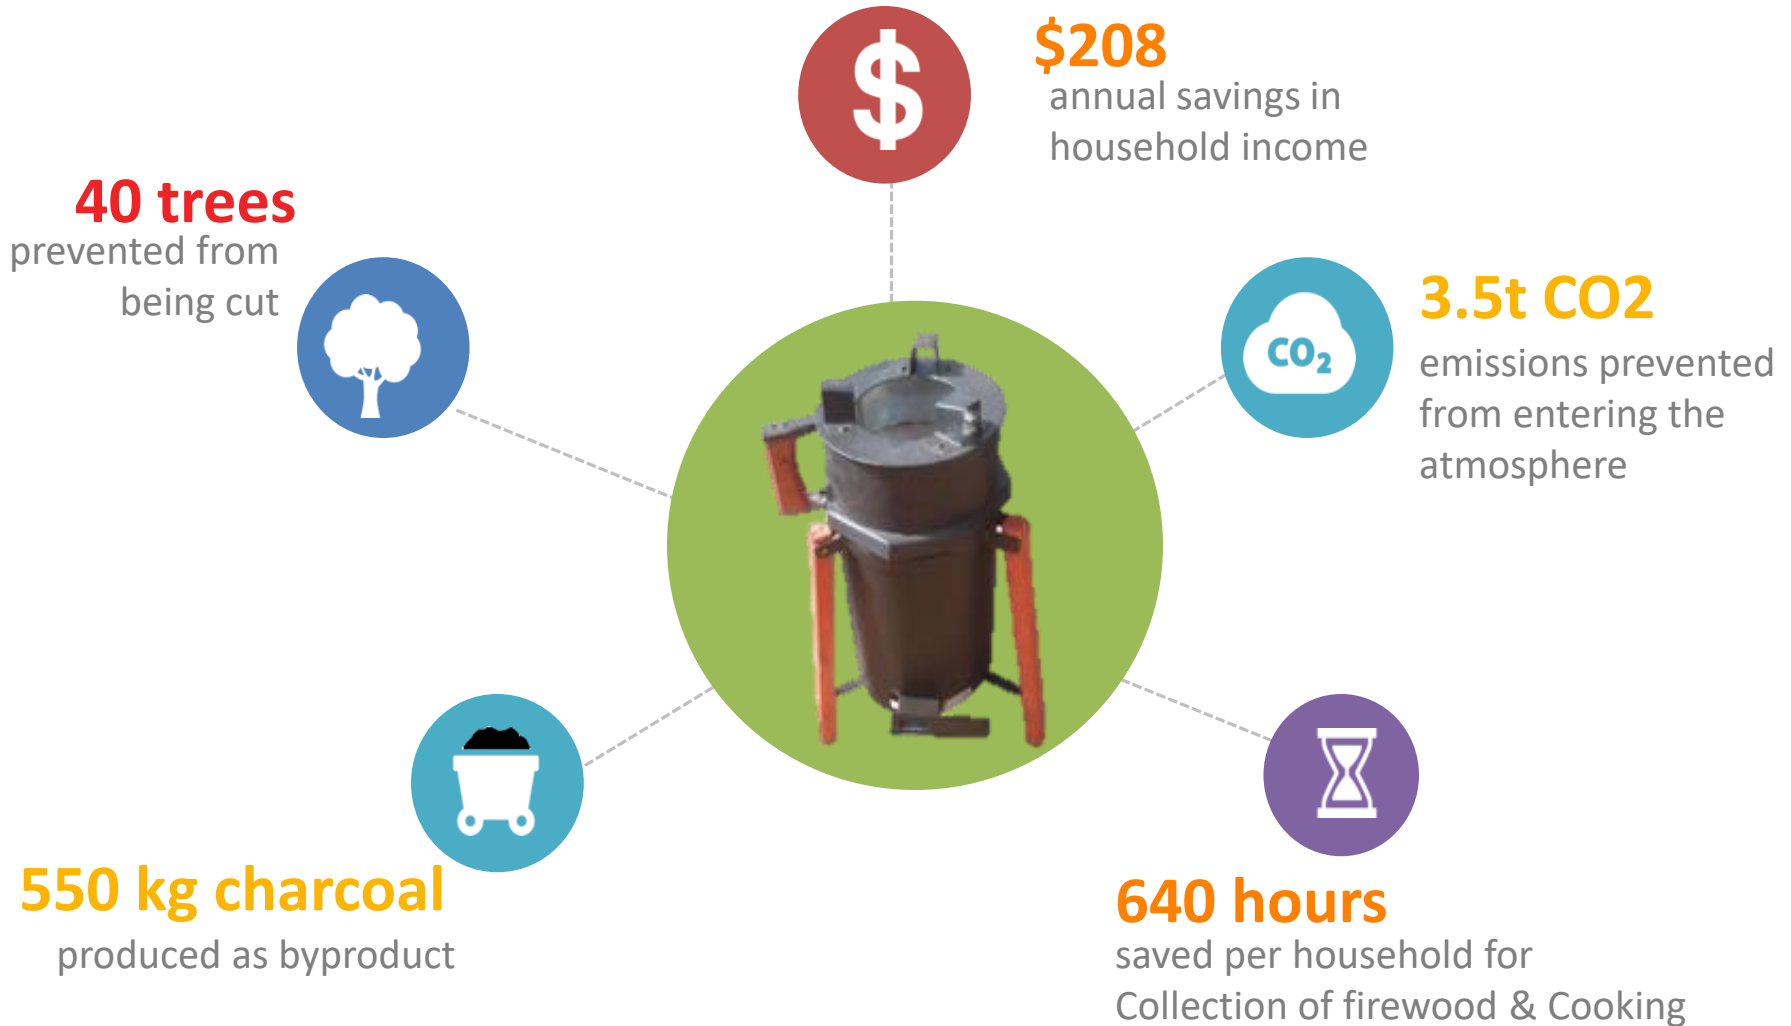 $208
annual savings in
household income
40 trees
prevented from
being cut
CO₂
3.5t CO2
emissions prevented
from entering the
atmosphere
550 kg charcoal
produced as byproduct
640 hours
saved per household for
Collection of firewood & Cooking